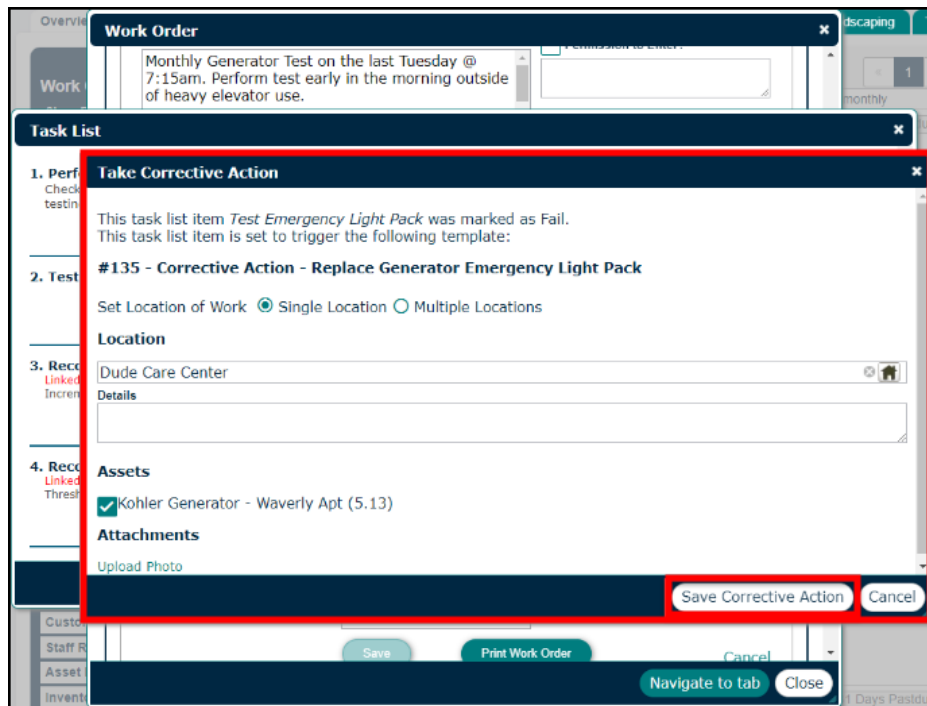 Overvie
Work Order
dscaping
Monthly Generator Test on the last Tuesday @
7:15am. Perform test early in the morning outside
of heavy elevator use.
Work
1
monthly
Task List
1. Perf
Check
testin
2. Test
3. Reco
Linked
Increm
4. Reco
Linked
Thresh
Take Corrective Action
This task list item Test Emergency Light Pack was marked as Fail.
This task list item is set to trigger the following template:
#135 - Corrective Action - Replace Generator Emergency Light Pack
Set Location of Work Single Location Multiple Locations
Location
Dude Care Center
Details
Assets
Kohler Generator - Waverly Apt (5.13)
Attachments
Upload Photo
Save Corrective Action Cancel
Custo
Staff R
Asset
Invent
Save Print Work Order Cancel
Navigate to tab Close
1 Days Pastdu